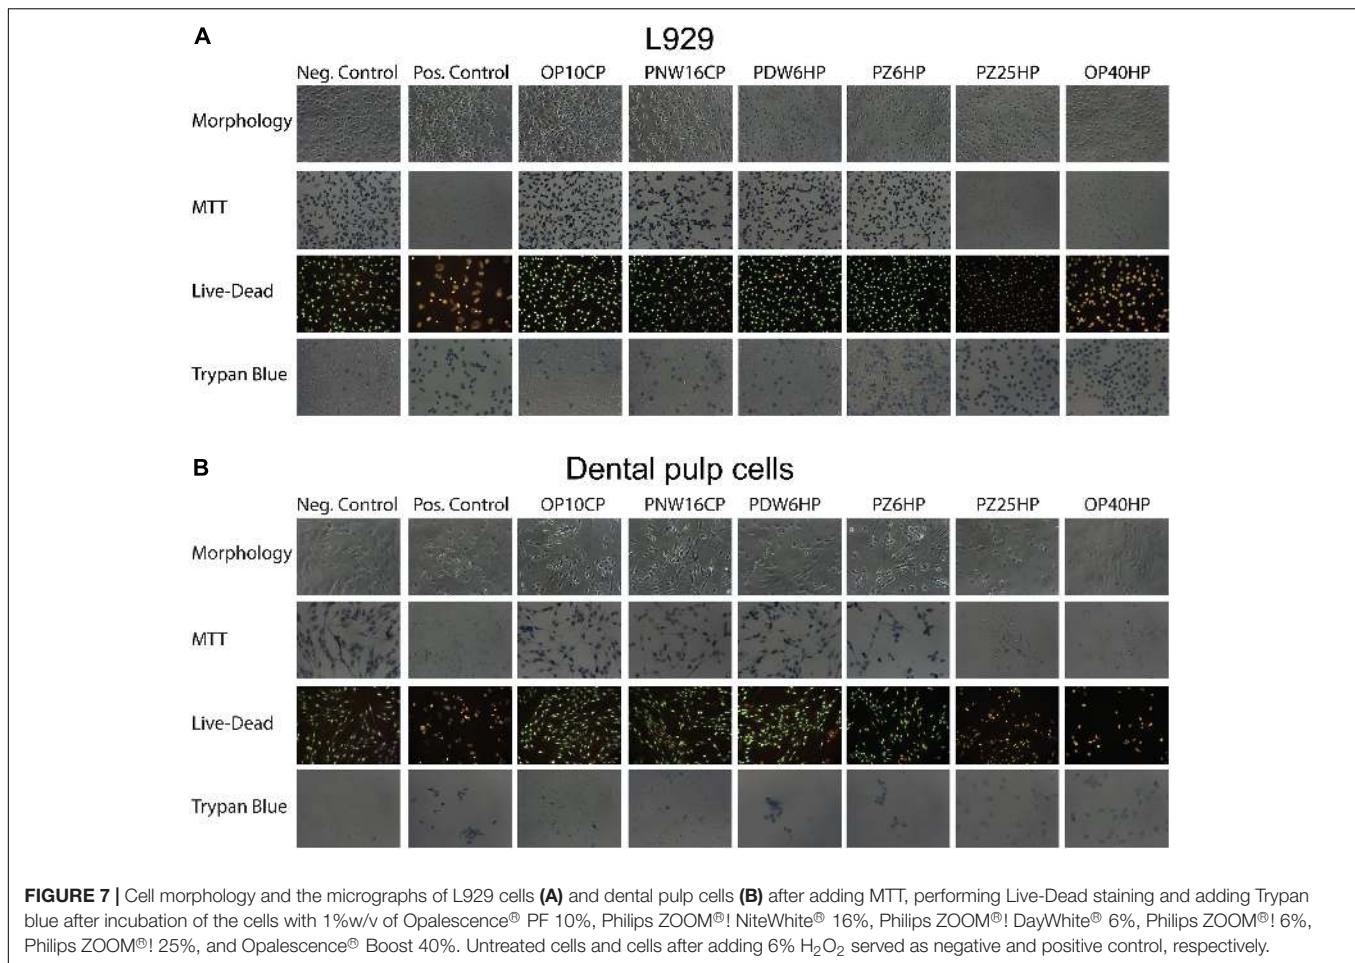 A
L929
Neg. Control Pos. Control OP10CP PNW16CP PDW6HP PZ6HP PZ25HP OP40HP
Morphology
MTT
Live-Dead
Trypan Blue
B
Dental pulp cells
Neg. Control Pos. Control OP10CP PNW16CP PDW6HP PZ6HP PZ25HP OP40HP
Morphology
MTT
Live-Dead
Trypan Blue
FIGURE 7 | Cell morphology and the micrographs of L929 cells (A) and dental pulp cells (B) after adding MTT, performing Live-Dead staining and adding Trypan
blue after incubation of the cells with 1%w/v of Opalescence® PF 10%, Philips ZOOM®! NiteWhite® 16%, Philips ZOOM®! DayWhite® 6%, Philips ZOOM®! 6%,
Philips ZOOM®! 25%, and Opalescence® Boost 40%. Untreated cells and cells after adding 6% H₂O₂ served as negative and positive control, respectively.